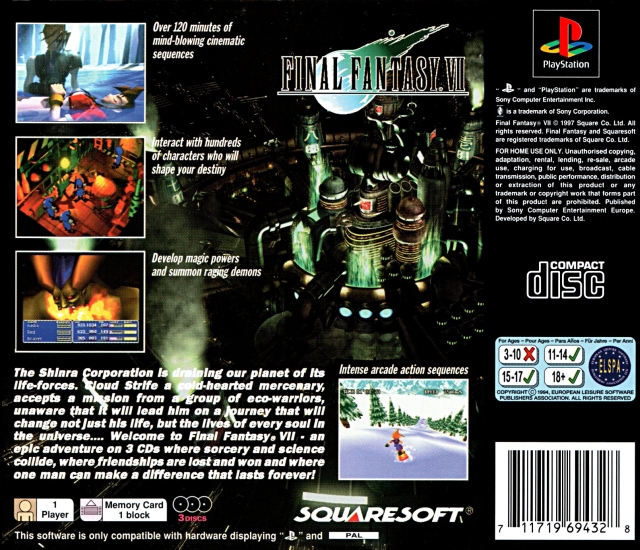 Over 120 minutes of
mind-blowing cinematic
sequences
Interact with hundreds
of characters who will
shape your destiny
Develop magic powers
and summon raging demons
The Shinra Corporation is draining our planet of its
life-forces. Cloud Strife a cold-hearted mercenary,
accepts a mission from a group of eco-warriors,
unaware that it will lead him on a journey that will
change not just his life, but the lives of every soul in
the universe.... Welcome to Final Fantasy® VII - an
epic adventure on 3 CDs where sorcery and science
collide, where friendships are lost and won and where
one man can make a difference that lasts forever!
FINAL FANTASY® VII
Intense arcade action sequences
1
Player
Memory Card
1 block
3 DISCS
SQUARESOFT®
This software is only compatible with hardware displaying " " and PAL
PlayStation
" " and "PlayStation" are trademarks of
Sony Computer Entertainment Inc.
is a trademark of Sony Corporation.
Final Fantasy® VII © 1997 Square Co. Ltd. All
rights reserved. Final Fantasy and Squaresoft
are registered trademarks of Square Co. Ltd.
FOR HOME USE ONLY. Unauthorised copying,
adaptation, rental, lending, re-sale, arcade
use, charging for use, broadcast, cable
transmission, public performance, distribution
or extraction of this product or any
trademark or copyright work that forms part
of this product are prohibited. Published
by Sony Computer Entertainment Europe.
Developed by Square Co. Ltd.
COMPACT
disc
For Ages - Pour Ages - Para Años - Für Jahre - Per Anni
3-10 11-14
15-17 18+
ELSPA
COPYRIGHT © 1994, EUROPEAN LEISURE SOFTWARE
PUBLISHERS ASSOCIATION. ALL RIGHTS RESERVED
7 11719 69432 8